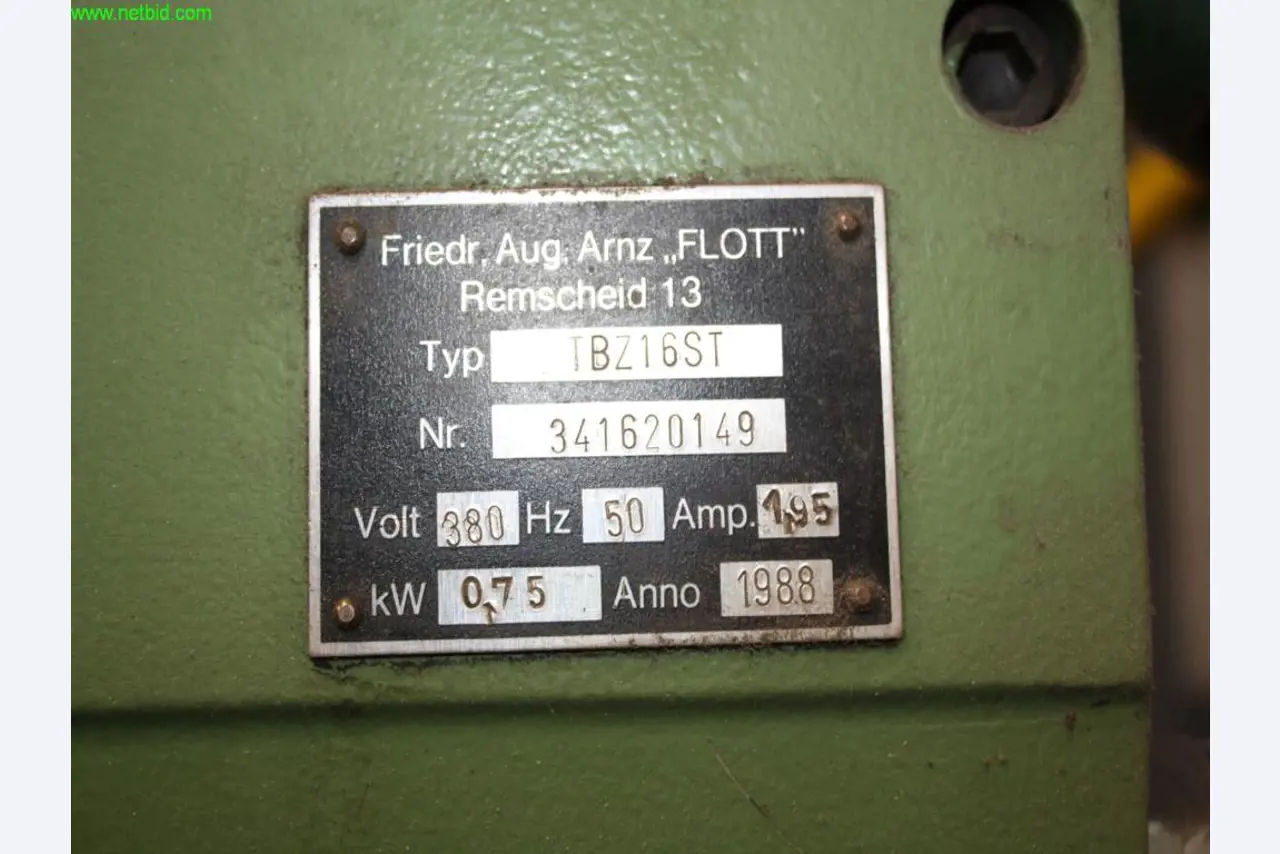 www.netbid.com
Friedr. Aug. Arnz „FLOTT"
Remscheid 13
Typ TBZ16ST
Nr. 341620149
Volt 380 Hz 50 Amp. 1,95
kW 0,75 Anno 1988